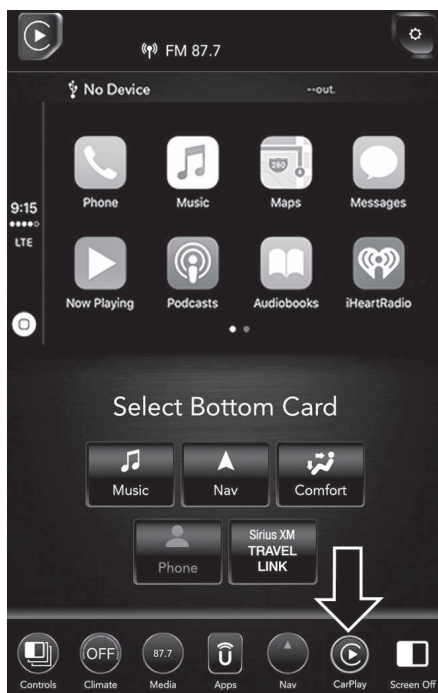 FM 87.7
No Device --out.
Phone Music Maps Messages
9:15
LTE
Now Playing Podcasts Audiobooks iHeartRadio
280
Select Bottom Card
Music Nav Comfort
Phone
Sirius XM
TRAVEL
LINK
OFF 87.7
Controls Climate Media Apps Nav CarPlay Screen Off